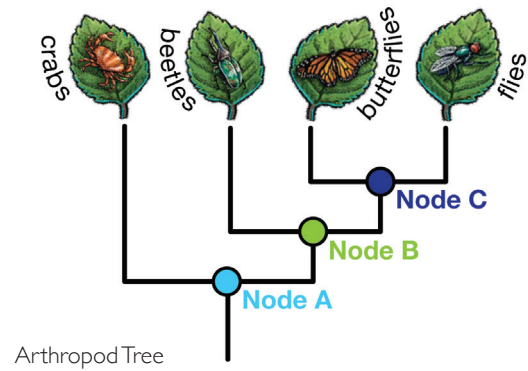 crabs
beetles
butterflies
flies
Node C
Node B
Node A
Arthropod Tree